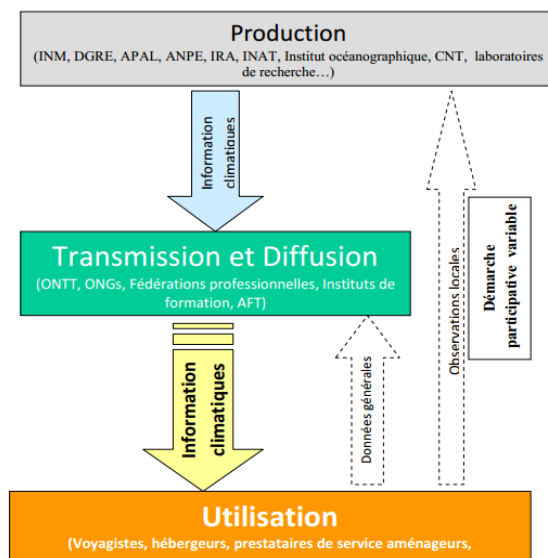 Production
(INM, DGRE, APAL, ANPE, IRA, INAT, Institut océanographique, CNT, laboratoires
de recherche…)
Information
climatiques
Transmission et Diffusion
(ONTT, ONGs, Fédérations professionnelles, Instituts de
formation, AFT)
Information
climatiques
Données générales
Observations locales
Démarche
participative variable
Utilisation
(Voyagistes, hébergeurs, prestataires de service aménageurs,